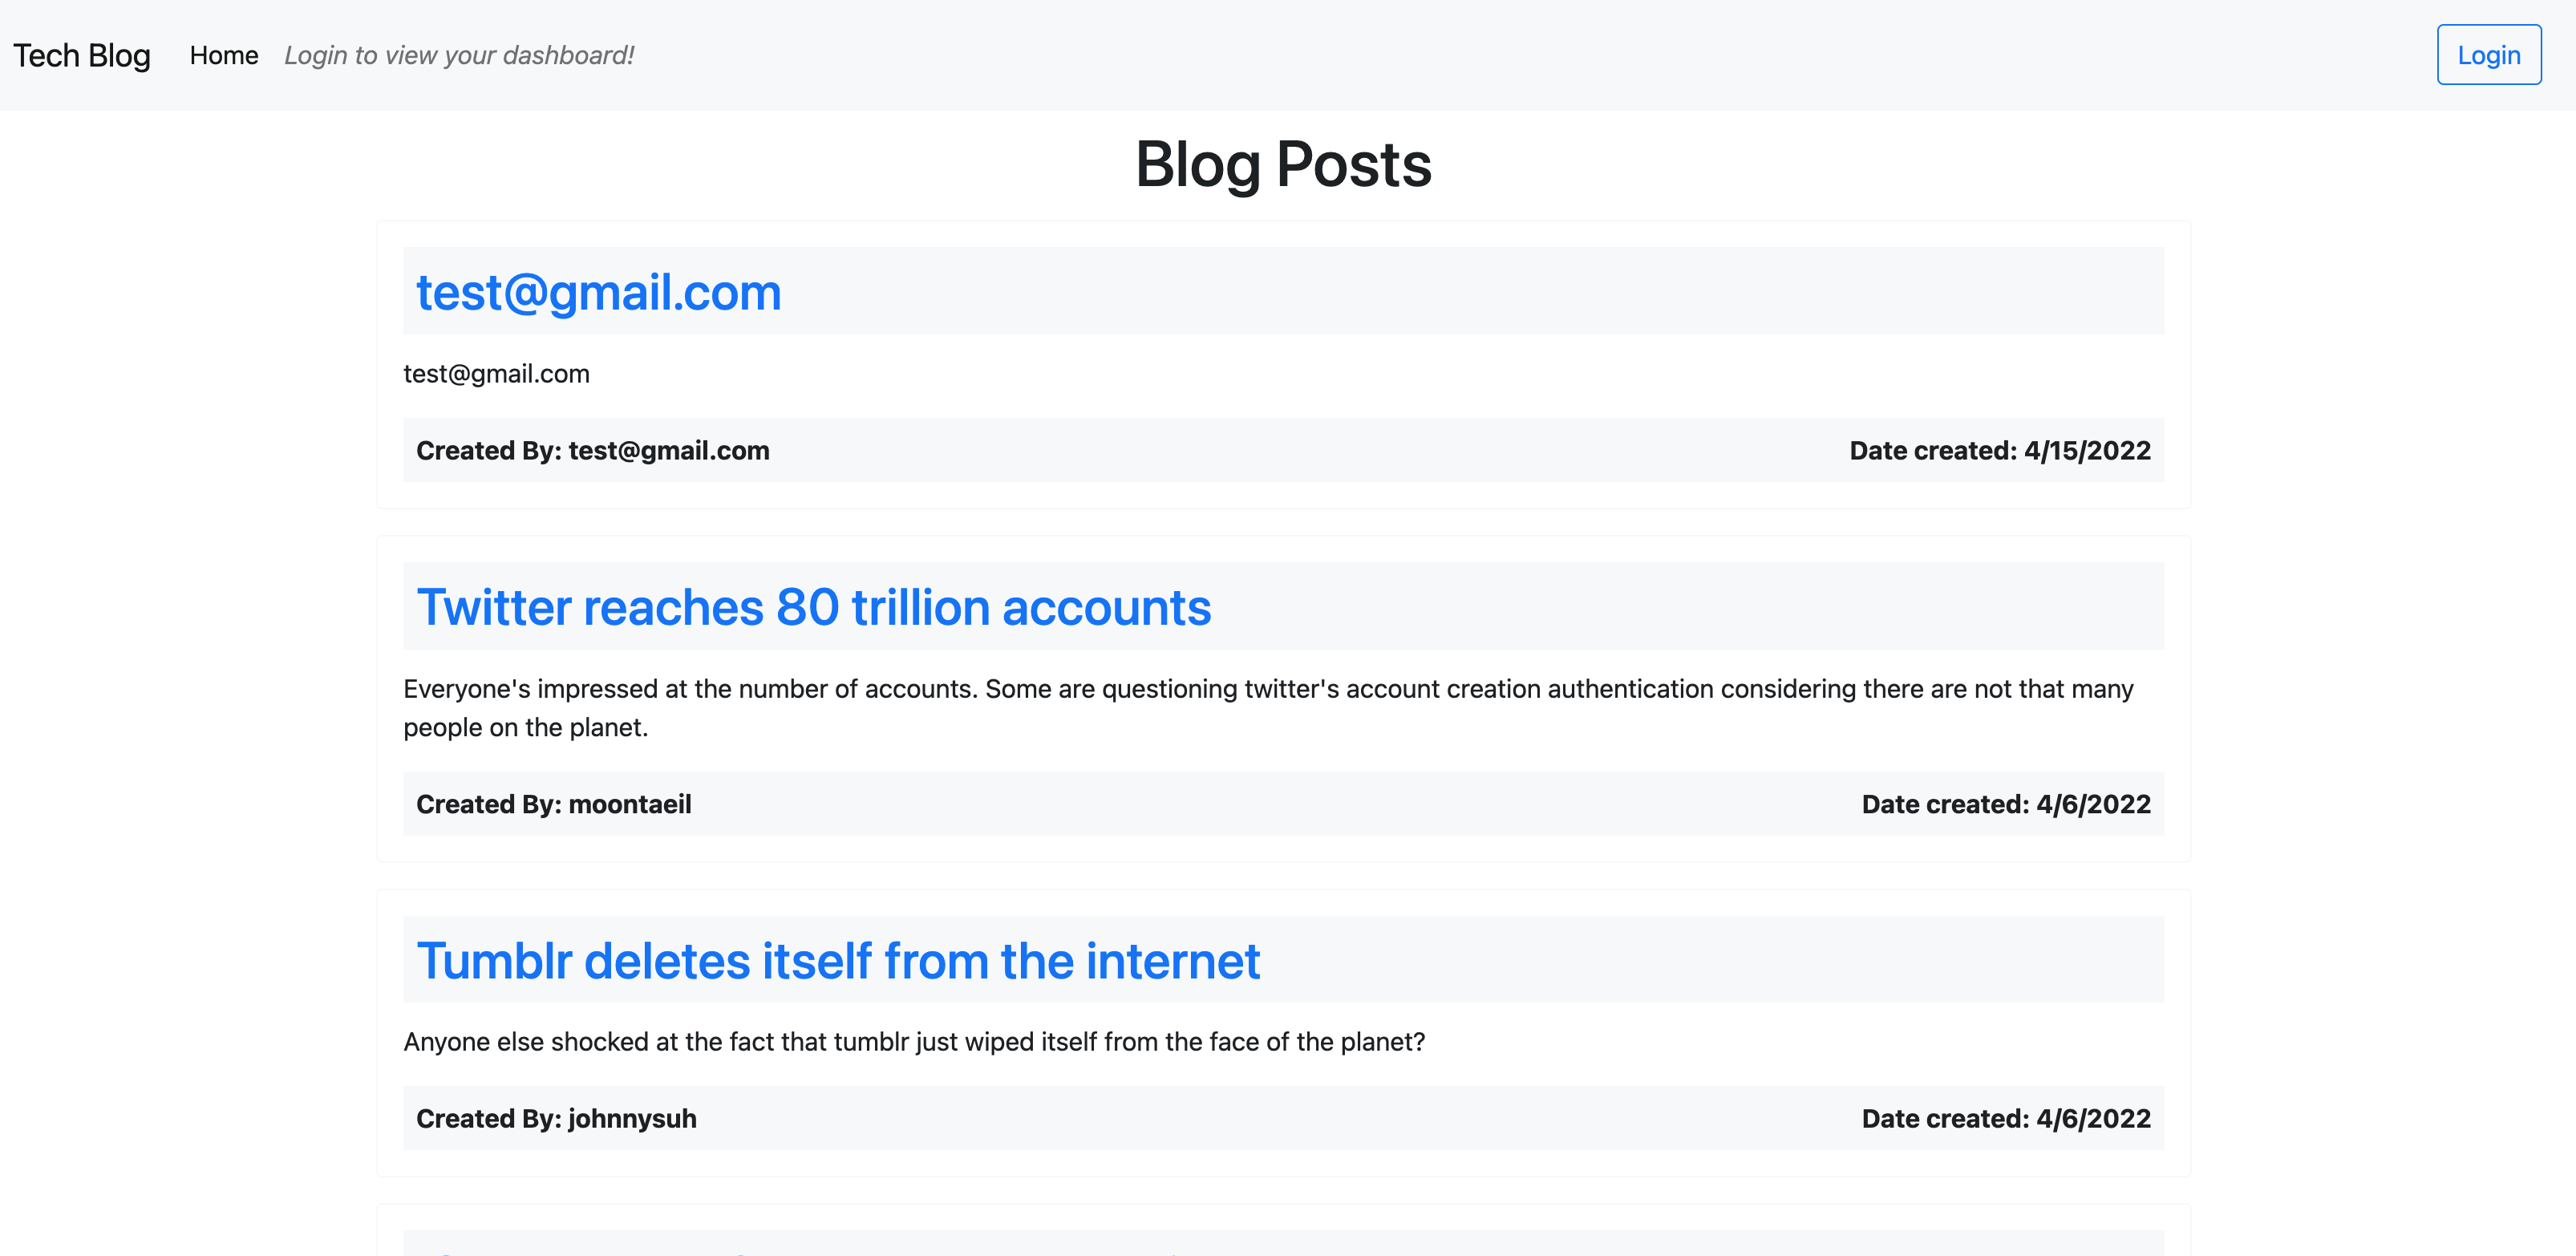 Tech Blog Home Login to view your dashboard! Login
Blog Posts
test@gmail.com
test@gmail.com
Created By: test@gmail.com Date created: 4/15/2022
Twitter reaches 80 trillion accounts
Everyone's impressed at the number of accounts. Some are questioning twitter's account creation authentication considering there are not that many
people on the planet.
Created By: moontaeil Date created: 4/6/2022
Tumblr deletes itself from the internet
Anyone else shocked at the fact that tumblr just wiped itself from the face of the planet?
Created By: johnnysuh Date created: 4/6/2022